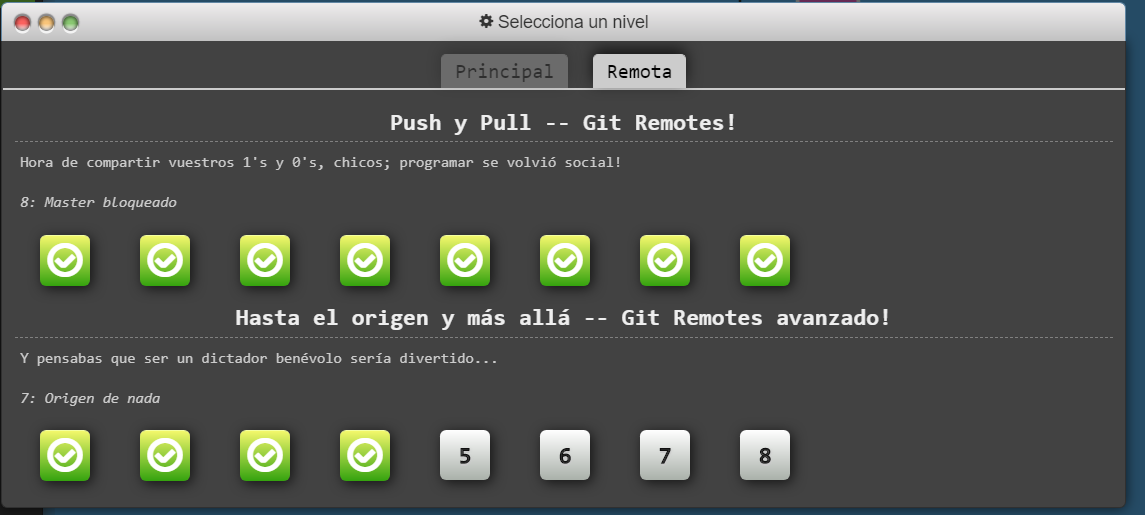 Selecciona un nivel
Principal Remota
Push y Pull -- Git Remotes!
Hora de compartir vuestros 1's y 0's, chicos; programar se volvió social!
8: Master bloqueado
Hasta el origen y más allá -- Git Remotes avanzado!
Y pensabas que ser un dictador benévolo sería divertido...
7: Origen de nada
5 6 7 8